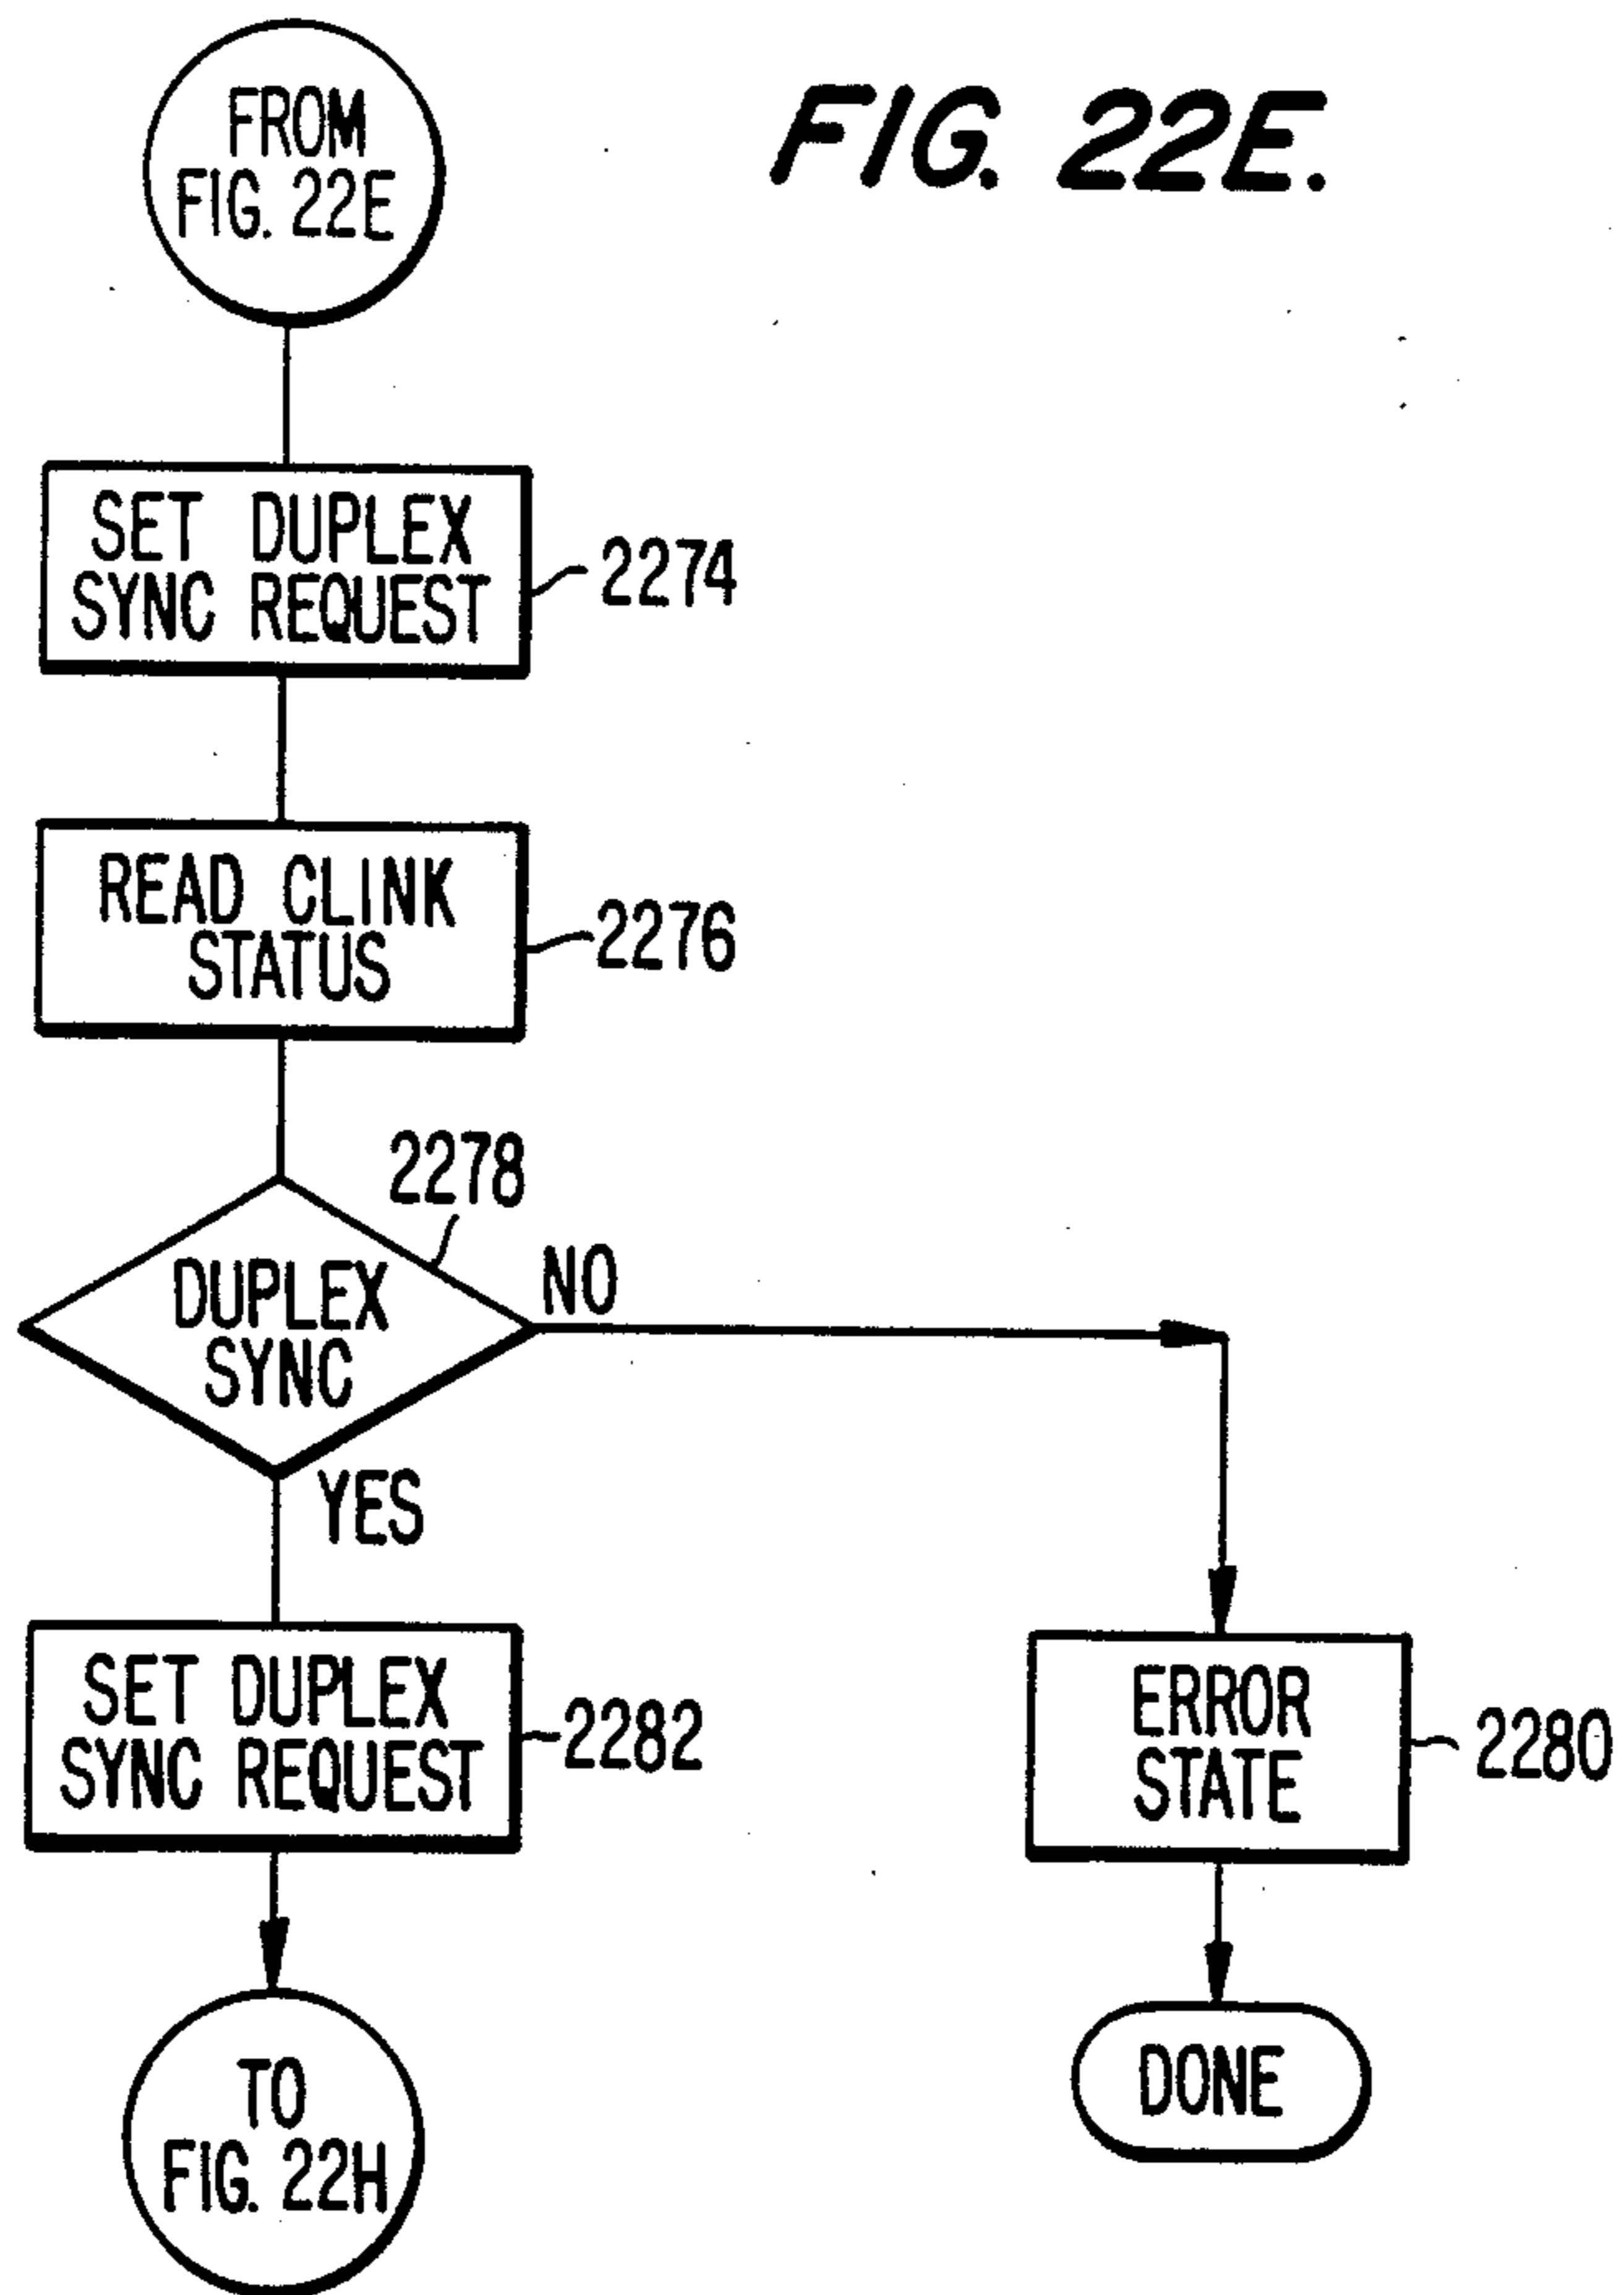 FIG. 22E.
FROM
FIG. 22E
SET DUPLEX
SYNC REQUEST
2274
READ CLINK
STATUS
2276
2278
DUPLEX
SYNC
NO
YES
SET DUPLEX
SYNC REQUEST
2282
ERROR
STATE
2280
TO
FIG. 22H
DONE